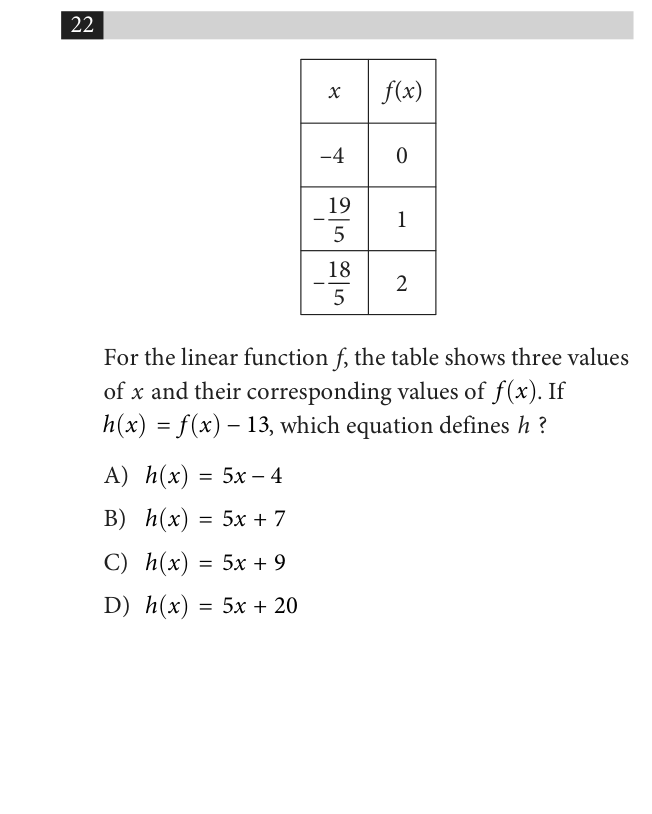 22
x f(x)
−4 0
−19/5 1
−18/5 2
For the linear function f, the table shows three values
of x and their corresponding values of f(x). If
h(x) = f(x) − 13, which equation defines h ?
A) h(x) = 5x − 4
B) h(x) = 5x + 7
C) h(x) = 5x + 9
D) h(x) = 5x + 20